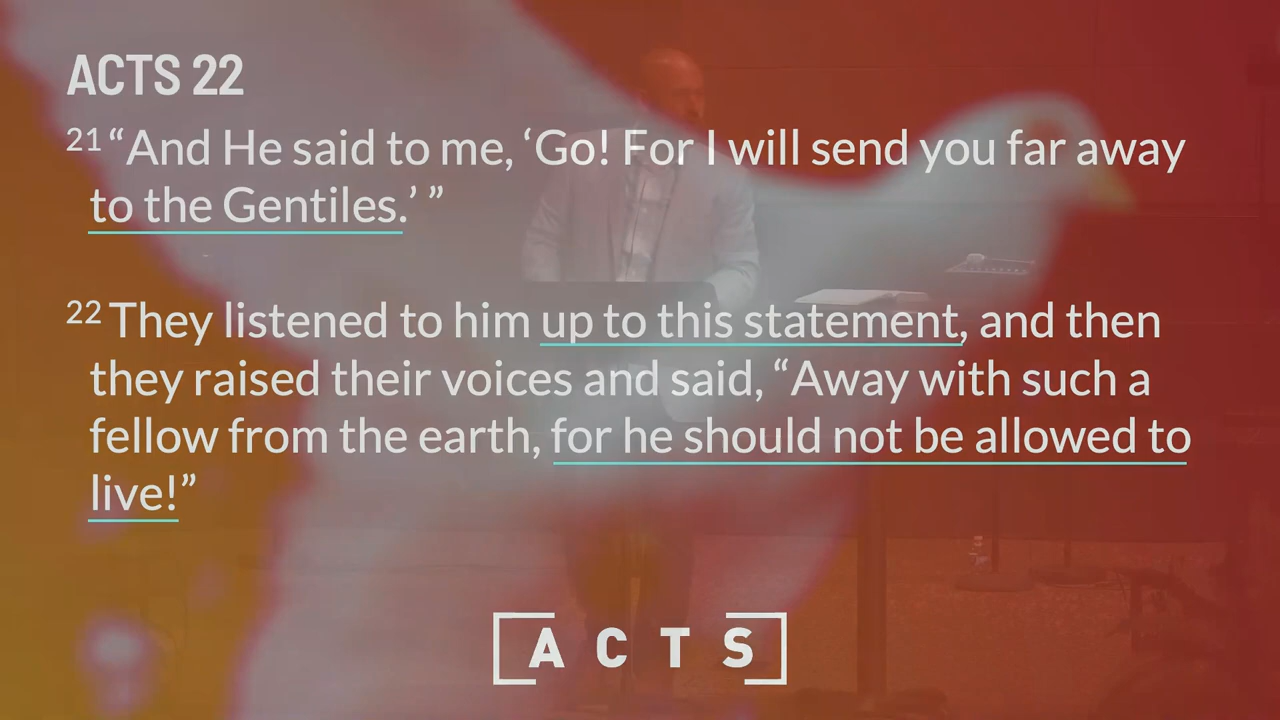 ACTS 22
21 “And He said to me, ‘Go! For I will send you far away
to the Gentiles.’ ”
22 They listened to him up to this statement, and then
they raised their voices and said, “Away with such a
fellow from the earth, for he should not be allowed to
live!”
ACTS